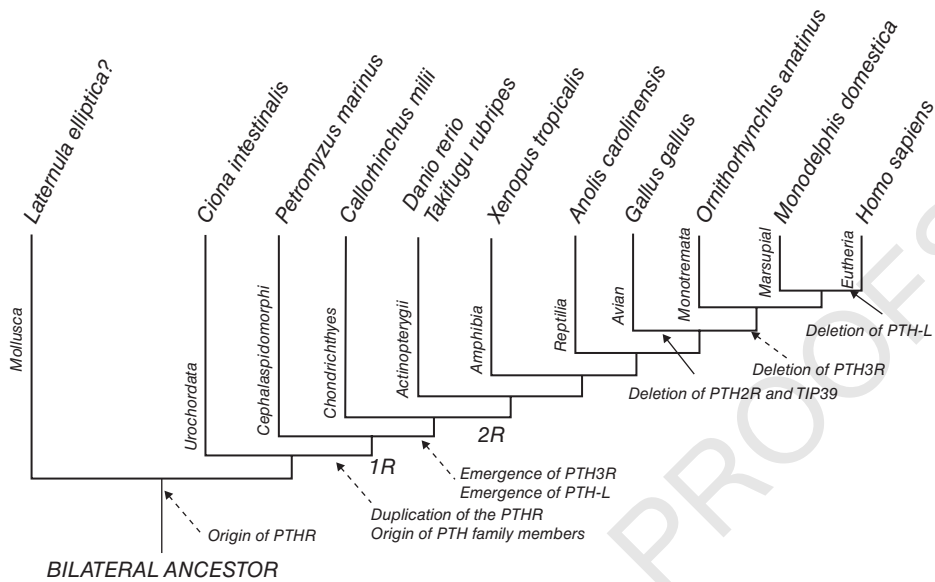 Laternula elliptica?
Ciona intestinalis
Petromyzus marinus
Callorhinchus milii
Danio rerio
Takifugu rubripes
Xenopus tropicalis
Anolis carolinensis
Gallus gallus
Ornithorhynchus anatinus
Monodelphis domestica
Homo sapiens
Mollusca
Urochordata
Cephalaspidomorphi
Chondrichthyes
Actinopterygii
Amphibia
Reptilia
Avian
Monotremata
Marsupial
Eutheria
Deletion of PTH-L
Deletion of PTH3R
Deletion of PTH2R and TIP39
2R
1R
Emergence of PTH3R
Emergence of PTH-L
Duplication of the PTHR
Origin of PTH family members
Origin of PTHR
BILATERAL ANCESTOR
PROOFS